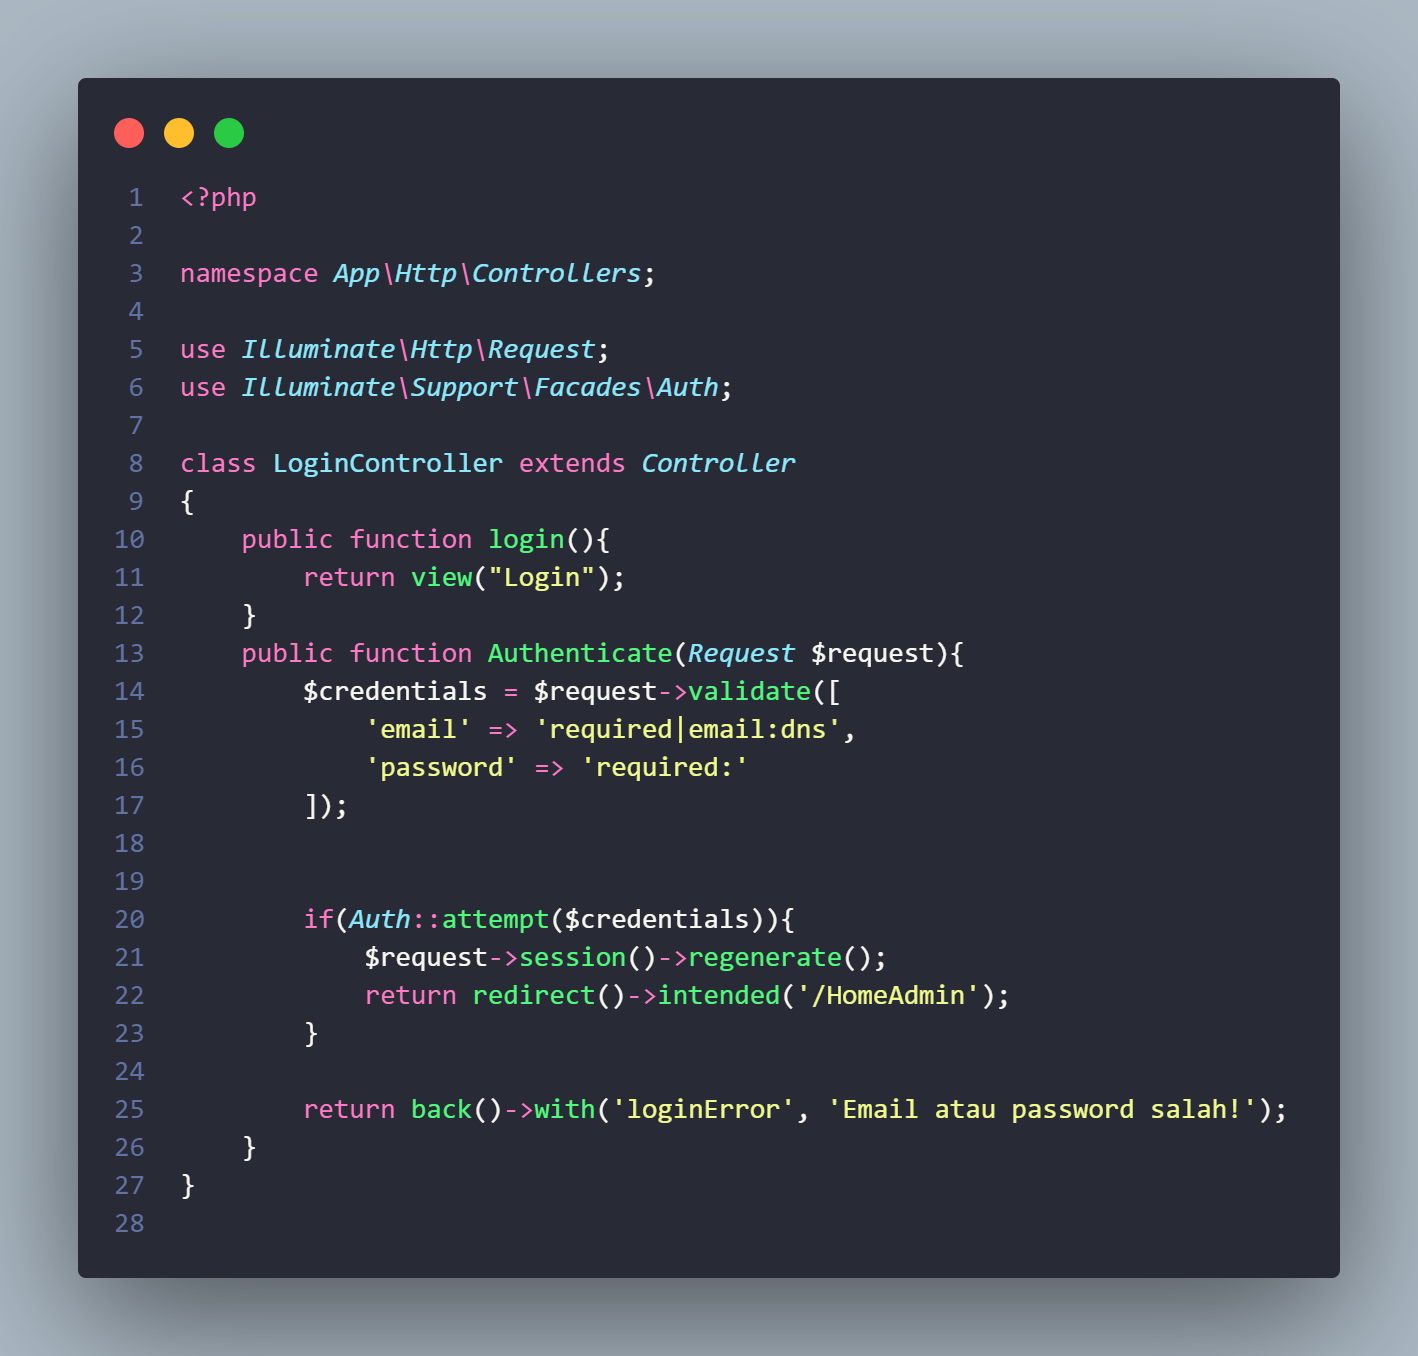 1 <?php
2
3 namespace App\Http\Controllers;
4
5 use Illuminate\Http\Request;
6 use Illuminate\Support\Facades\Auth;
7
8 class LoginController extends Controller
9 {
10     public function login(){
11         return view("Login");
12     }
13     public function Authenticate(Request $request){
14         $credentials = $request->validate([
15             'email' => 'required|email:dns',
16             'password' => 'required:'
17         ]);
18
19
20         if(Auth::attempt($credentials)){
21             $request->session()->regenerate();
22             return redirect()->intended('/HomeAdmin');
23         }
24
25         return back()->with('loginError', 'Email atau password salah!');
26     }
27 }
28